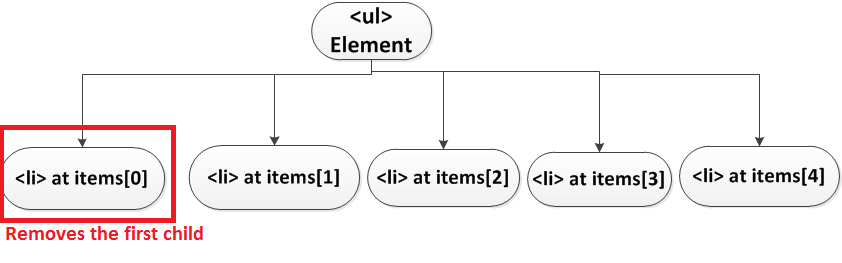 <ul>
Element
<li> at items[0]
<li> at items[1]
<li> at items[2]
<li> at items[3]
<li> at items[4]
Removes the first child